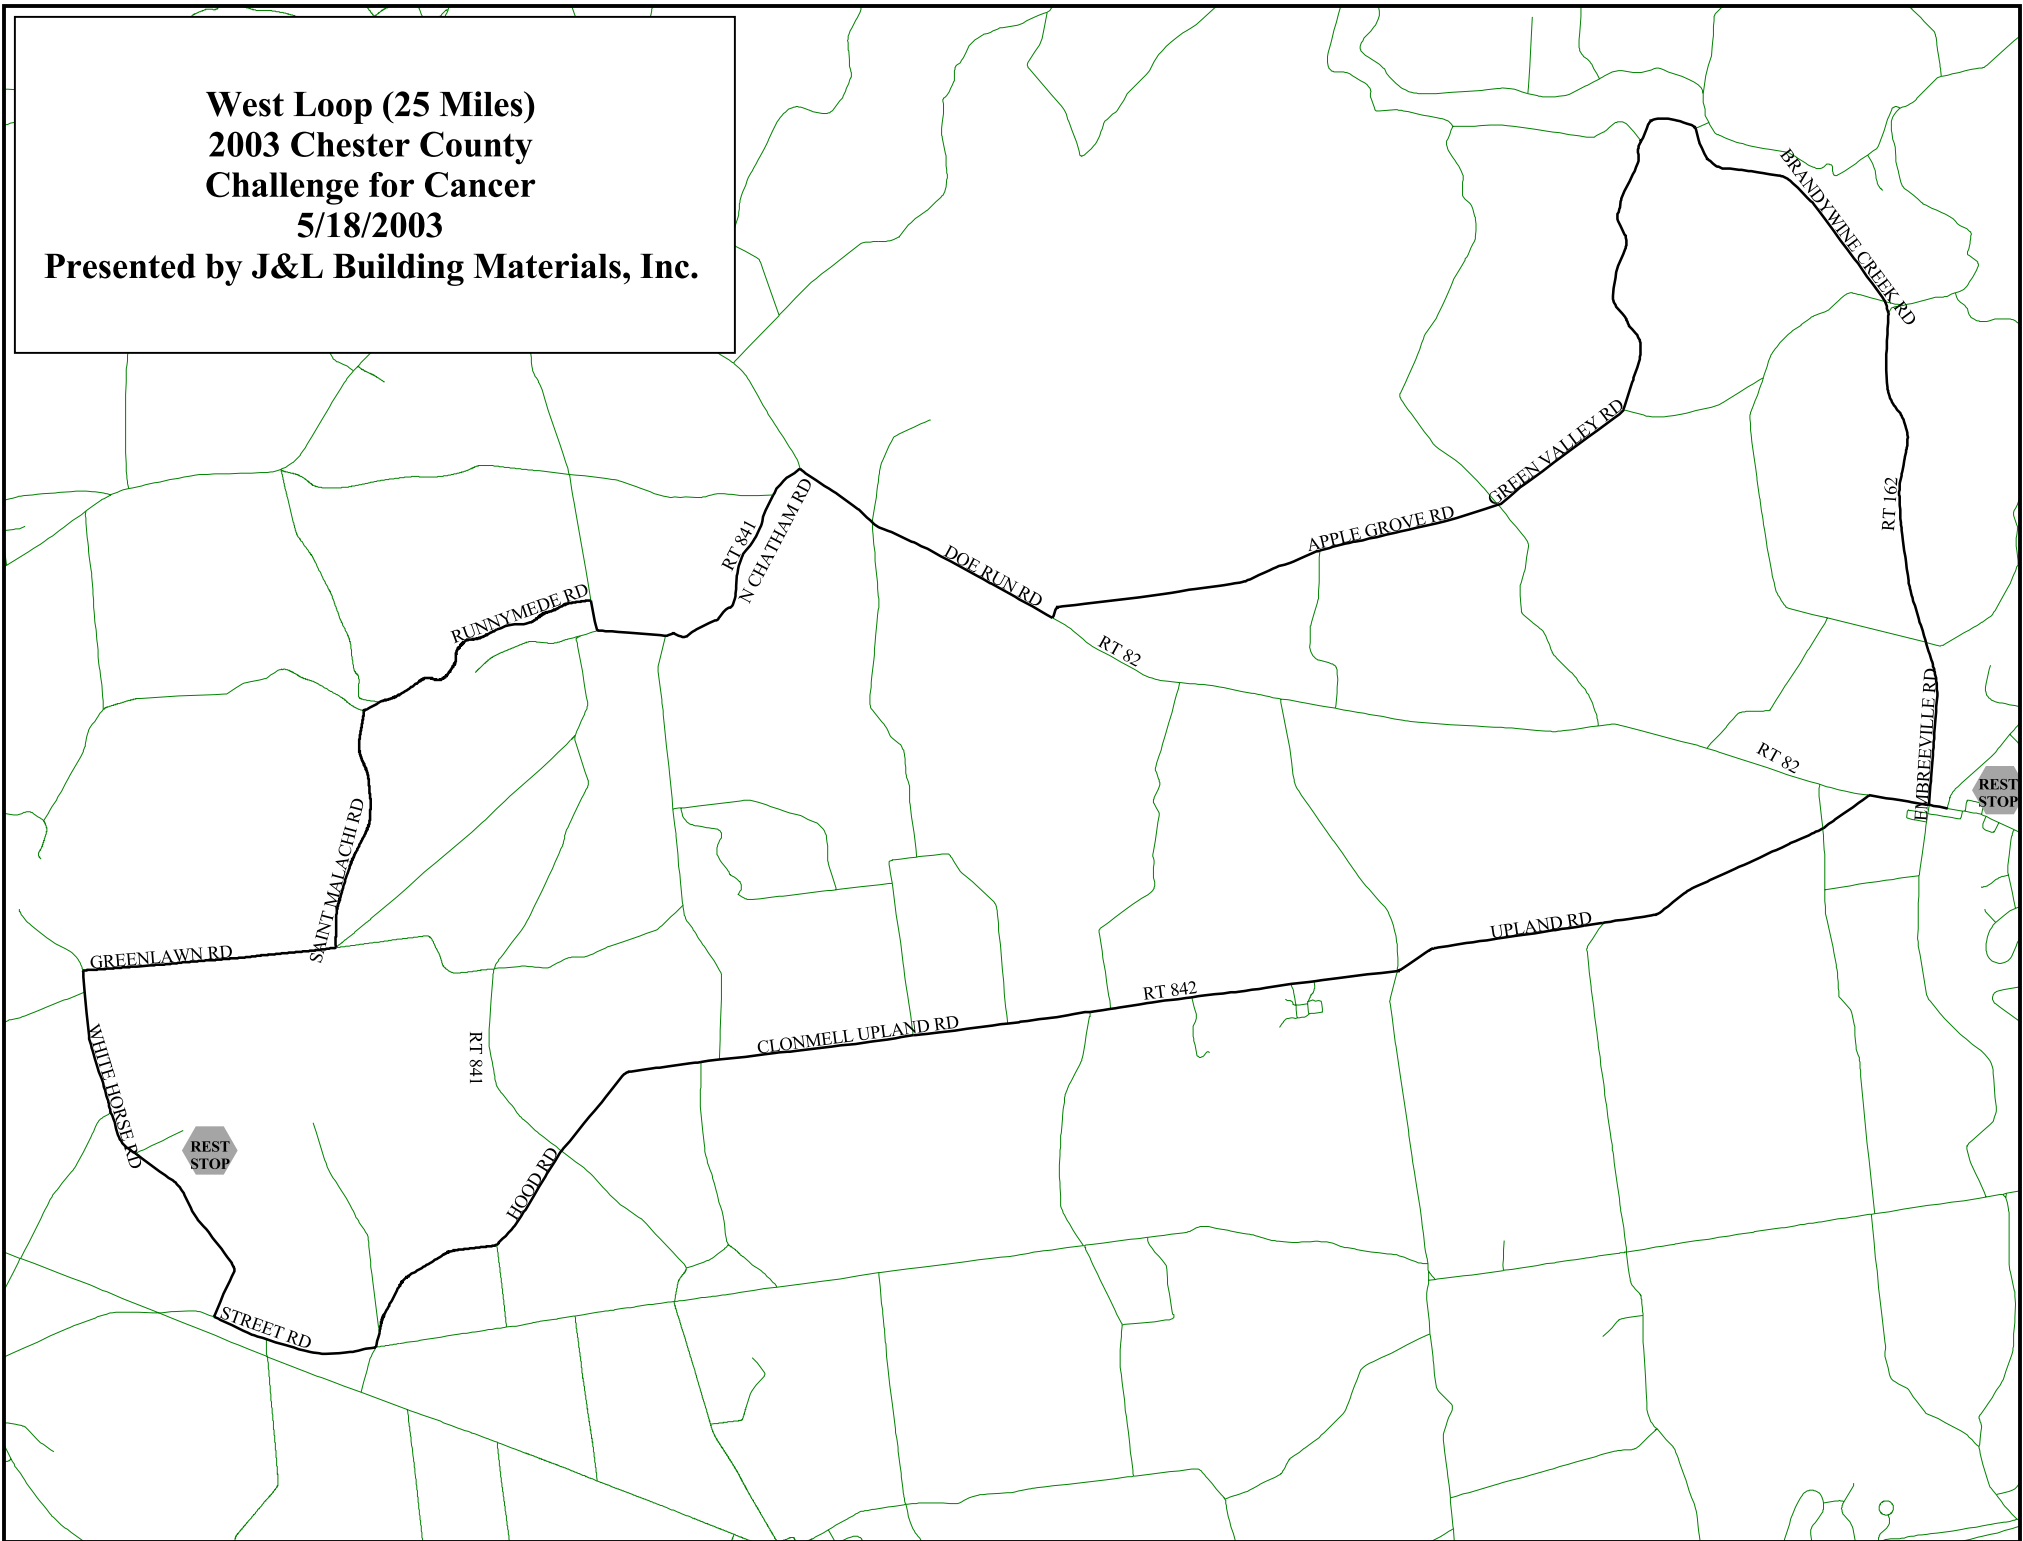 West Loop (25 Miles)
2003 Chester County
Challenge for Cancer
5/18/2003
Presented by J&L Building Materials, Inc.
BRANDYWINE CREEK RD
GREEN VALLEY RD
RT 162
APPLE GROVE RD
RT 841
N CHATHAM RD
DOE RUN RD
RUNNYMEDE RD
RT 82
EMBREEVILLE RD
RT 82
REST
STOP
SAINT MALACHI RD
UPLAND RD
GREENLAWN RD
RT 842
CLONMELL UPLAND RD
WHITE HORSE RD
RT 841
REST
STOP
HOOD RD
STREET RD